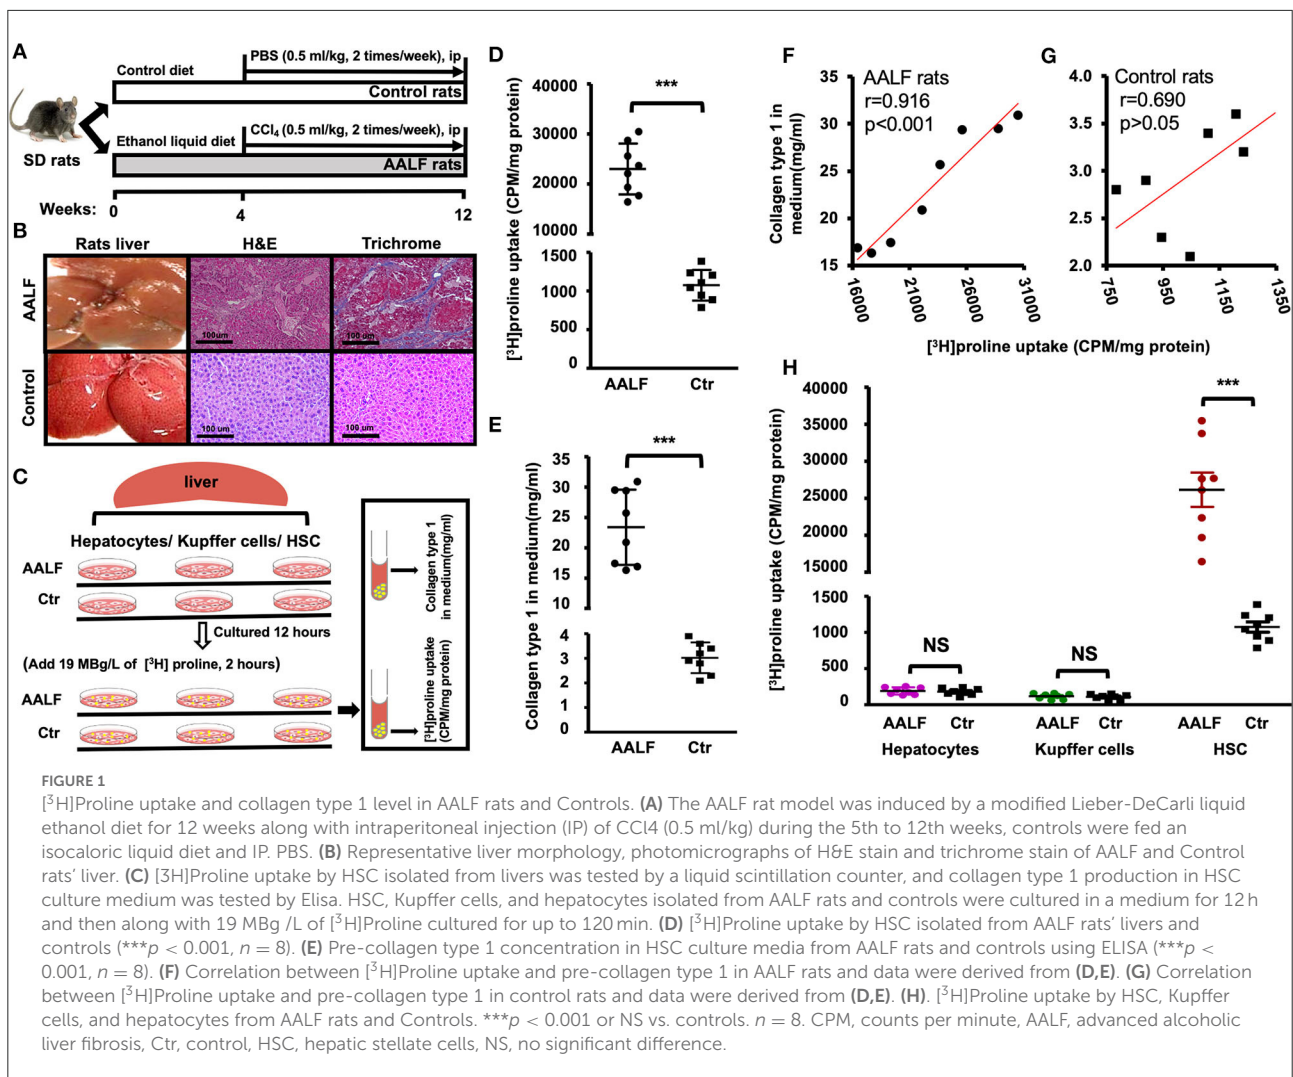 A
PBS (0.5 ml/kg, 2 times/week), ip
Control diet
Control rats
SD rats
CCl4 (0.5 ml/kg, 2 times/week), ip
Ethanol liquid diet
AALF rats
Weeks: 0 4 12
B
Rats liver H&E Trichrome
AALF
100um 100um
Control
100 um 100 um
C
liver
Hepatocytes/ Kupffer cells/ HSC
AALF
Ctr
Cultured 12 hours
(Add 19 MBg/L of [³H] proline, 2 hours)
AALF
Ctr
Collagen type 1
in medium(mg/ml)
[³H]proline uptake
(CPM/mg protein)
D
[³H]proline uptake (CPM/mg protein)
40000
30000
20000
10000
1500
1000
500
0
***
AALF Ctr
E
Collagen type 1 in medium(mg/ml)
35
30
25
20
15
10
4
3
2
1
0
***
AALF Ctr
F
Collagen type 1 in
medium(mg/ml)
35
30
25
20
15
AALF rats
r=0.916
p<0.001
16000 21000 26000 31000
G
4.0
3.5
3.0
2.5
2.0
Control rats
r=0.690
p>0.05
750 950 1150 1350
[³H]proline uptake (CPM/mg protein)
H
[³H]proline uptake (CPM/mg protein)
40000
35000
30000
25000
20000
15000
1500
1000
500
0
NS NS ***
AALF Ctr AALF Ctr AALF Ctr
Hepatocytes Kupffer cells HSC
FIGURE 1
[³H]Proline uptake and collagen type 1 level in AALF rats and Controls. (A) The AALF rat model was induced by a modified Lieber-DeCarli liquid
ethanol diet for 12 weeks along with intraperitoneal injection (IP) of CCl4 (0.5 ml/kg) during the 5th to 12th weeks, controls were fed an
isocaloric liquid diet and IP. PBS. (B) Representative liver morphology, photomicrographs of H&E stain and trichrome stain of AALF and Control
rats' liver. (C) [3H]Proline uptake by HSC isolated from livers was tested by a liquid scintillation counter, and collagen type 1 production in HSC
culture medium was tested by Elisa. HSC, Kupffer cells, and hepatocytes isolated from AALF rats and controls were cultured in a medium for 12 h
and then along with 19 MBg /L of [³H]Proline cultured for up to 120 min. (D) [³H]Proline uptake by HSC isolated from AALF rats' livers and
controls (***p < 0.001, n = 8). (E) Pre-collagen type 1 concentration in HSC culture media from AALF rats and controls using ELISA (***p <
0.001, n = 8). (F) Correlation between [³H]Proline uptake and pre-collagen type 1 in AALF rats and data were derived from (D,E). (G) Correlation
between [³H]Proline uptake and pre-collagen type 1 in control rats and data were derived from (D,E). (H). [³H]Proline uptake by HSC, Kupffer
cells, and hepatocytes from AALF rats and Controls. ***p < 0.001 or NS vs. controls. n = 8. CPM, counts per minute, AALF, advanced alcoholic
liver fibrosis, Ctr, control, HSC, hepatic stellate cells, NS, no significant difference.